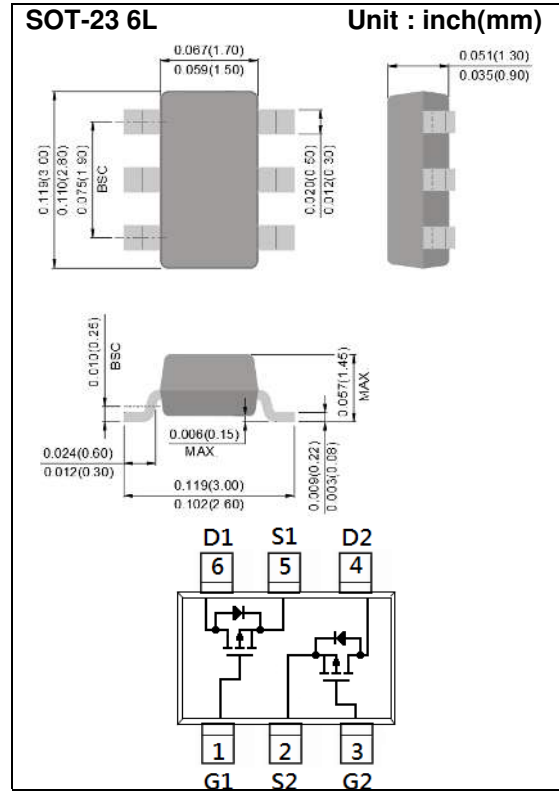 SOT-23 6L Unit : inch(mm)
0.067(1.70)
0.059(1.50)
0.051(1.30)
0.035(0.90)
0.119(3.00)
0.110(2.80)
0.075(1.90)
BSC
0.020(0.50)
0.012(0.30)
0.010(0.25)
BSC
0.057(1.45)
MAX.
0.006(0.15)
MAX.
0.024(0.60)
0.012(0.30)
0.009(0.22)
0.003(0.08)
0.119(3.00)
0.102(2.60)
D1 S1 D2
6 5 4
1 2 3
G1 S2 G2